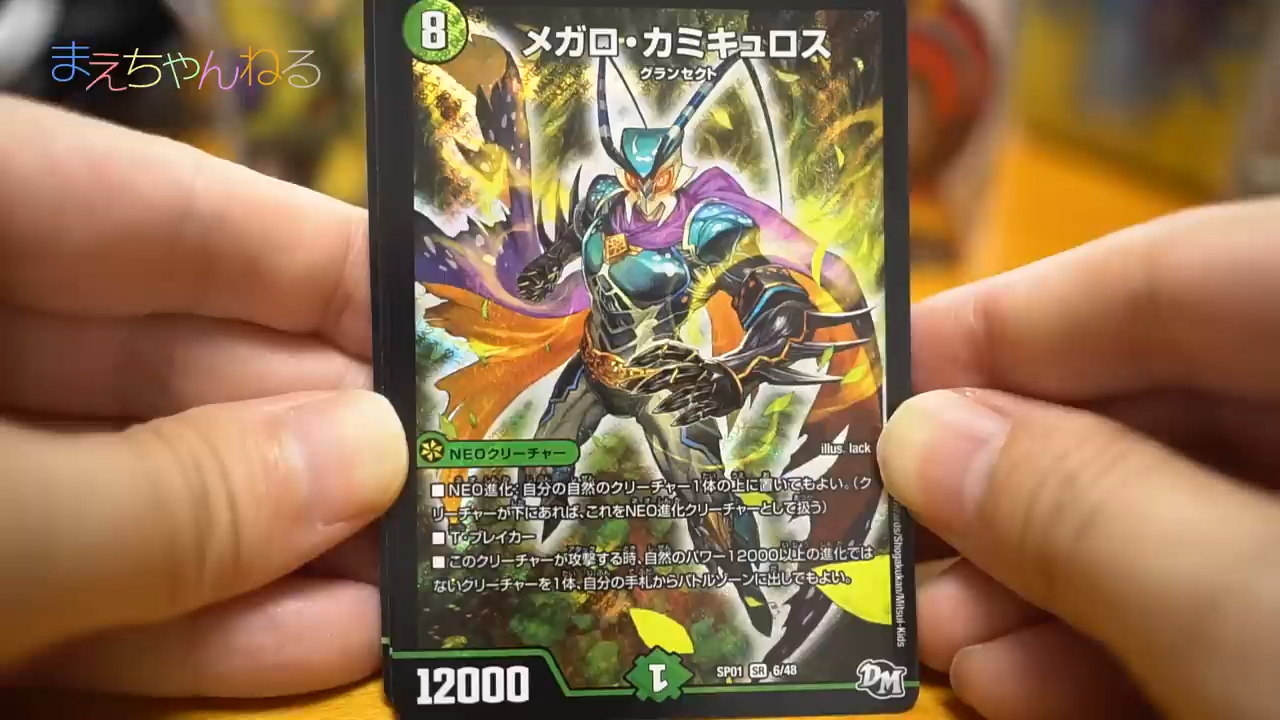 まえちゃんねる
8
メガロ・カミキュロス
グランセクト
illus. lack
NEOクリーチャー
■NEO進化：自分の自然のクリーチャー1体の上に置いてもよい。（ク
リーチャーが下にあれば、これをNEO進化クリーチャーとして扱う）
■T・ブレイカー
■このクリーチャーが攻撃する時、自然のパワー12000以上の進化では
ないクリーチャーを1体、自分の手札からバトルゾーンに出してもよい。
12000
1
SP01 SR 6/48
DM
/Shogakukan/Mitsui-Kids